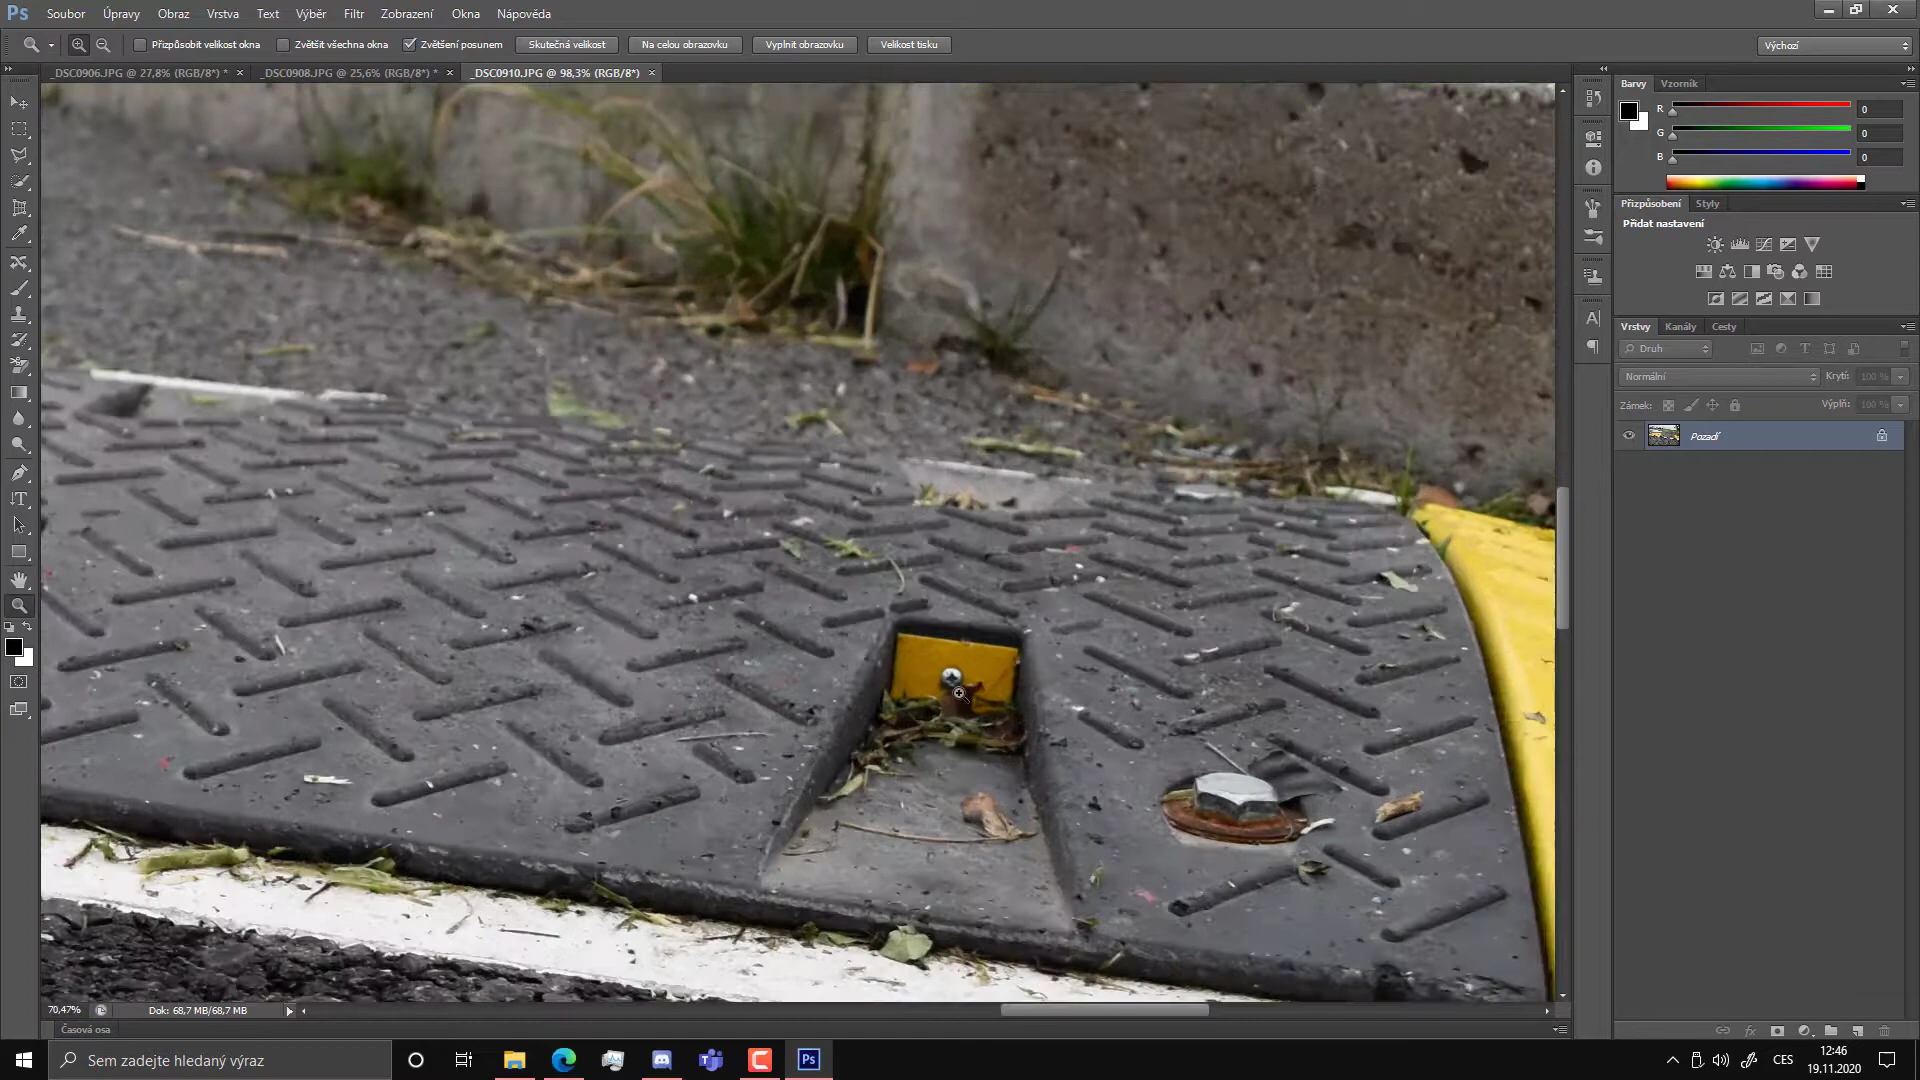 Ps Soubor Úpravy Obraz Vrstva Text Výběr Filtr Zobrazení Okna Nápověda
Přizpůsobit velikost okna Zvětšit všechna okna Zvětšení posunem Skutečná velikost Na celou obrazovku Vyplnit obrazovku Velikost tisku Výchozí
_DSC0906.JPG @ 27,8% (RGB/8*) * × _DSC0908.JPG @ 25,6% (RGB/8*) * × _DSC0910.JPG @ 98,3% (RGB/8*) ×
Barvy Vzorník
R 0
G 0
B 0
Přizpůsobení Styly
Přidat nastavení
Vrstvy Kanály Cesty
Druh
Normální Krytí: 100 %
Zámek: Výplň: 100 %
Pozadí
70,47% Dok: 68,7 MB/68,7 MB
Časová osa
Sem zadejte hledaný výraz
Ps
CES
12:46
19.11.2020